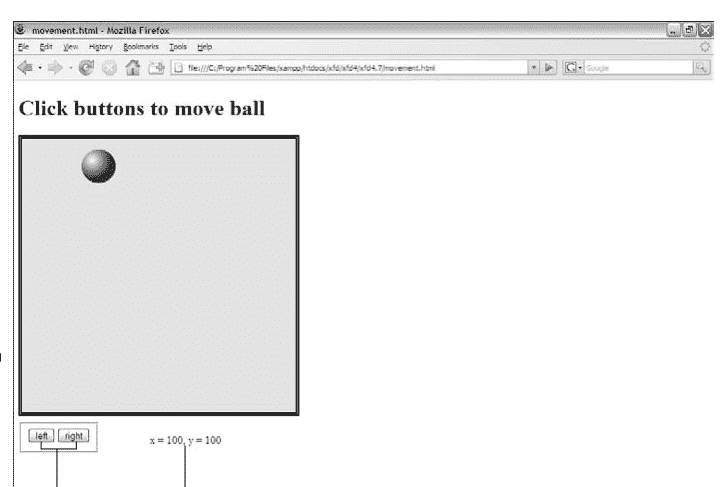 movement.html - Mozilla Firefox
File Edit View History Bookmarks Tools Help
file:///C:/Program%20Files/xampp/htdocs/xfd/xfd4/xfd4.7/movement.html
Google
Click buttons to move ball
left right
x = 100, y = 100